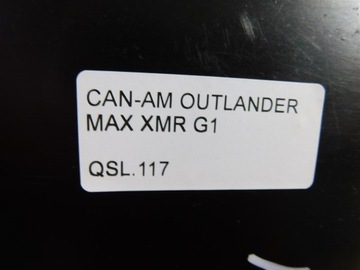 CAN-AM OUTLANDER
MAX XMR G1
QSL.117